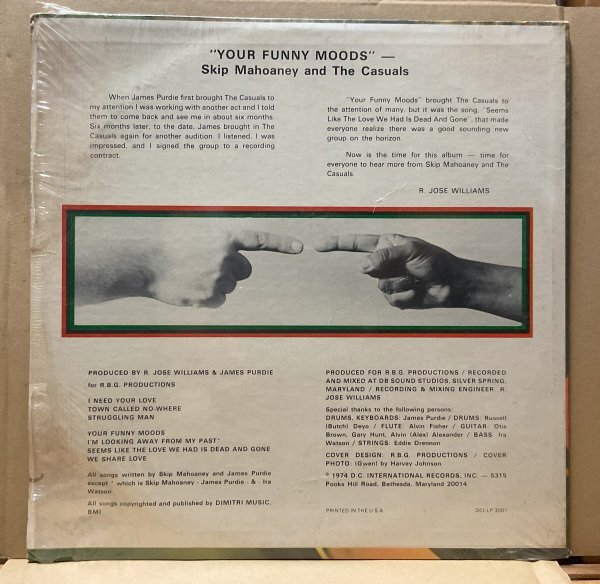 "YOUR FUNNY MOODS" —
Skip Mahoaney and The Casuals
When James Purdie first brought The Casuals to
my attention I was working with another act and I told
them to come back and see me in about six months.
Six months later, to the date, James brought in The
Casuals again for another audition. I listened, I was
impressed, and I signed the group to a recording
contract.
"Your Funny Moods" brought The Casuals to
the attention of many, but it was the song, "Seems
Like The Love We Had Is Dead And Gone", that made
everyone realize there was a good sounding new
group on the horizon.
Now is the time for this album — time for
everyone to hear more from Skip Mahoaney and The
Casuals
R. JOSE WILLIAMS
PRODUCED BY R. JOSE WILLIAMS & JAMES PURDIE
for R.B.G. PRODUCTIONS
I NEED YOUR LOVE
TOWN CALLED NO-WHERE
STRUGGLING MAN
YOUR FUNNY MOODS
I'M LOOKING AWAY FROM MY PAST*
SEEMS LIKE THE LOVE WE HAD IS DEAD AND GONE
WE SHARE LOVE
All songs written by Skip Mahoaney and James Purdie
except * which is Skip Mahoaney - James Purdie - & - Ira
Watson
All songs copyrighted and published by DIMITRI MUSIC,
BMI
PRODUCED FOR R.B.G. PRODUCTIONS / RECORDED
AND MIXED AT DB SOUND STUDIOS, SILVER SPRING,
MARYLAND / RECORDING & MIXING ENGINEER R.
JOSE WILLIAMS
Special thanks to the following persons:
DRUMS, KEYBOARDS: James Purdie / DRUMS: Russell
(Butch) Deyo / FLUTE: Alvin Fisher / GUITAR: Otis
Brown, Gary Hunt, Alvin (Alex) Alexander / BASS: Ira
Watson / STRINGS: Eddie Drennon
COVER DESIGN: R.B.G. PRODUCTIONS / COVER
PHOTO: (Gwen) by Harvey Johnson
© 1974 D.C. INTERNATIONAL RECORDS, INC. — 5315
Pooks Hill Road, Bethesda, Maryland 20014
PRINTED IN THE U S A
DCI-LP 3001